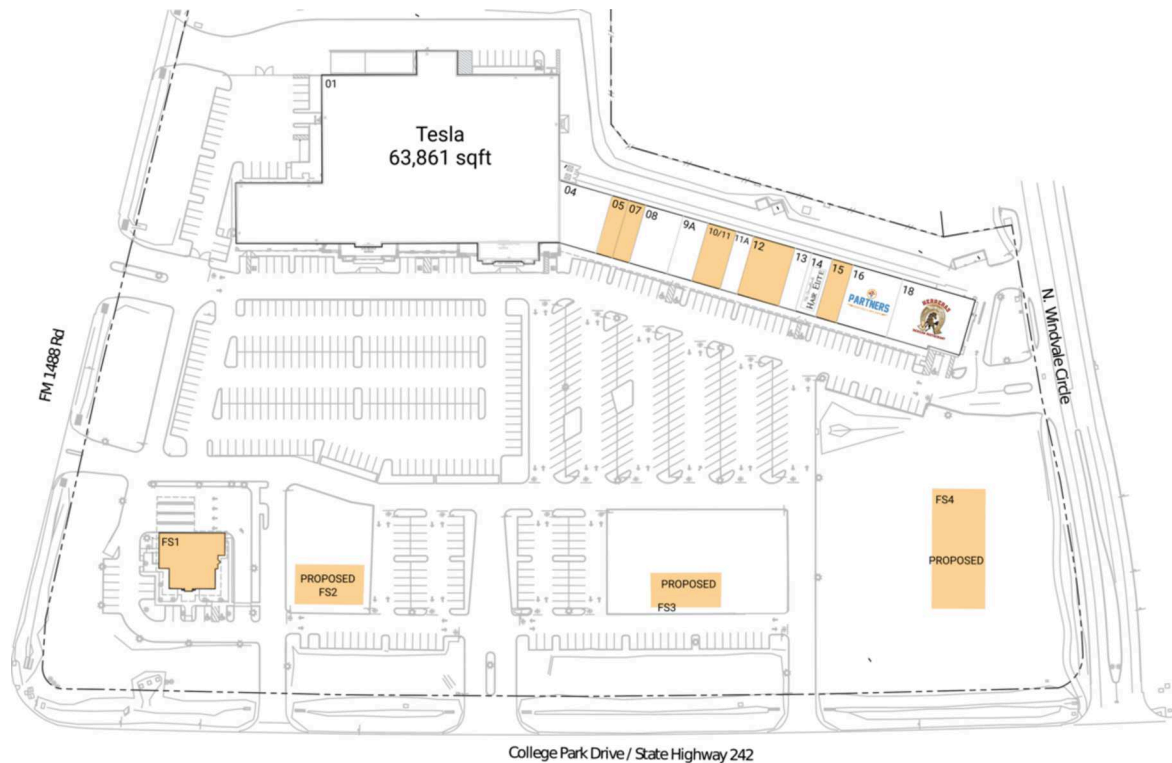 01
Tesla
63,861 sqft
04
05
07
08
9A
10/11
11A
12
13
14
HAIR ELITE
15
16
PARTNERS
18
FM 1488 Rd
N. Windvale Circle
FS1
PROPOSED
FS2
PROPOSED
FS3
FS4
PROPOSED
College Park Drive / State Highway 242